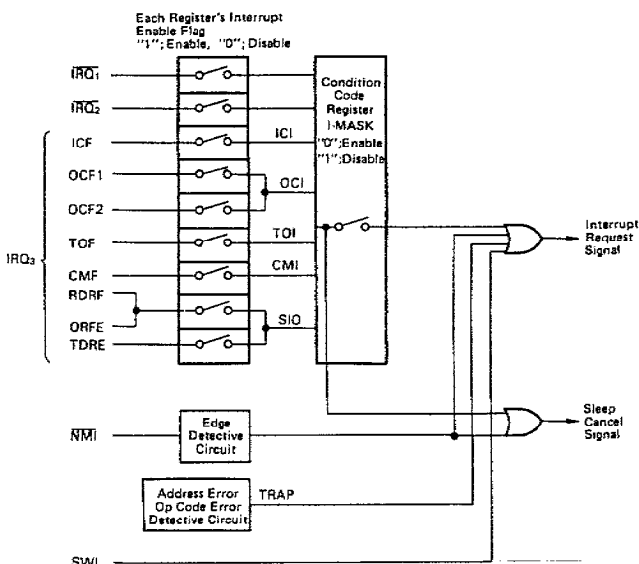 Each Register's Interrupt
Enable Flag
"1"; Enable, "0"; Disable
IRQ₁
IRQ₂
ICF
OCF1
OCF2
TOF
CMF
RDRF
ORFE
TDRE
IRQ₃
ICI
OCI
TOI
CMI
SIO
Condition
Code
Register
I-MASK
"0";Enable
"1";Disable
Interrupt
Request
Signal
Sleep
Cancel
Signal
NMI
Edge
Detective
Circuit
Address Error
Op Code Error
Detective Circuit
TRAP
SWI